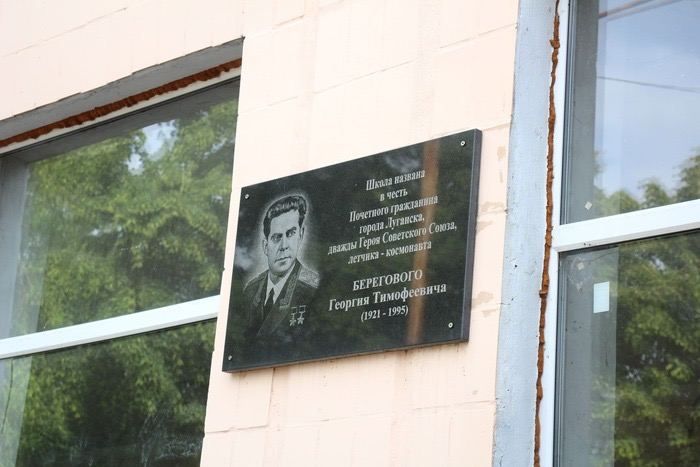 Школа названа
в честь
Почетного гражданина
города Луганска,
дважды Героя Советского Союза,
летчика - космонавта
БЕРЕГОВОГО
Георгия Тимофеевича
(1921 - 1995)